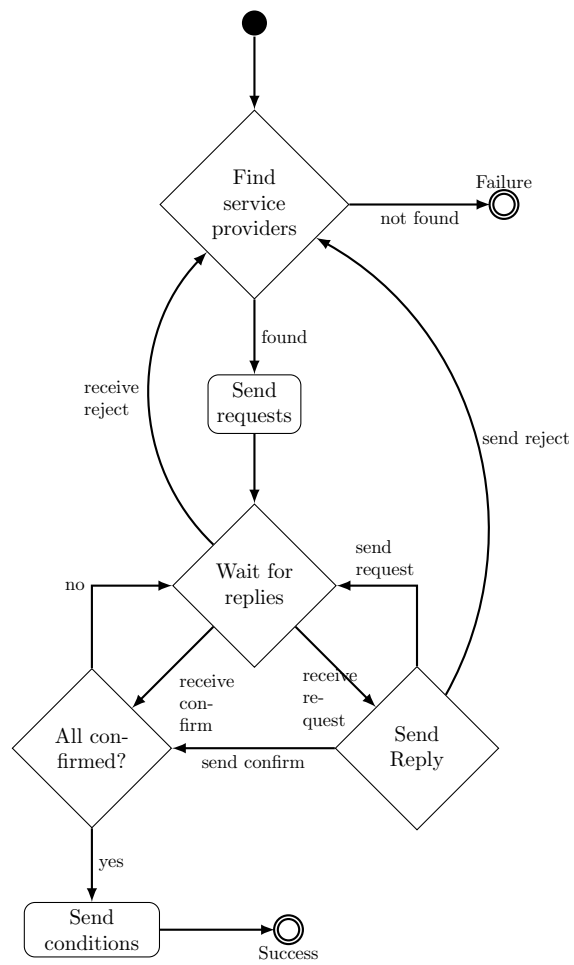 Failure
Find
service
providers
not found
found
receive
reject
Send
requests
send reject
send
request
Wait for
replies
no
receive
con-
firm
receive
re-
quest
All con-
firmed?
Send
Reply
send confirm
yes
Send
conditions
Success